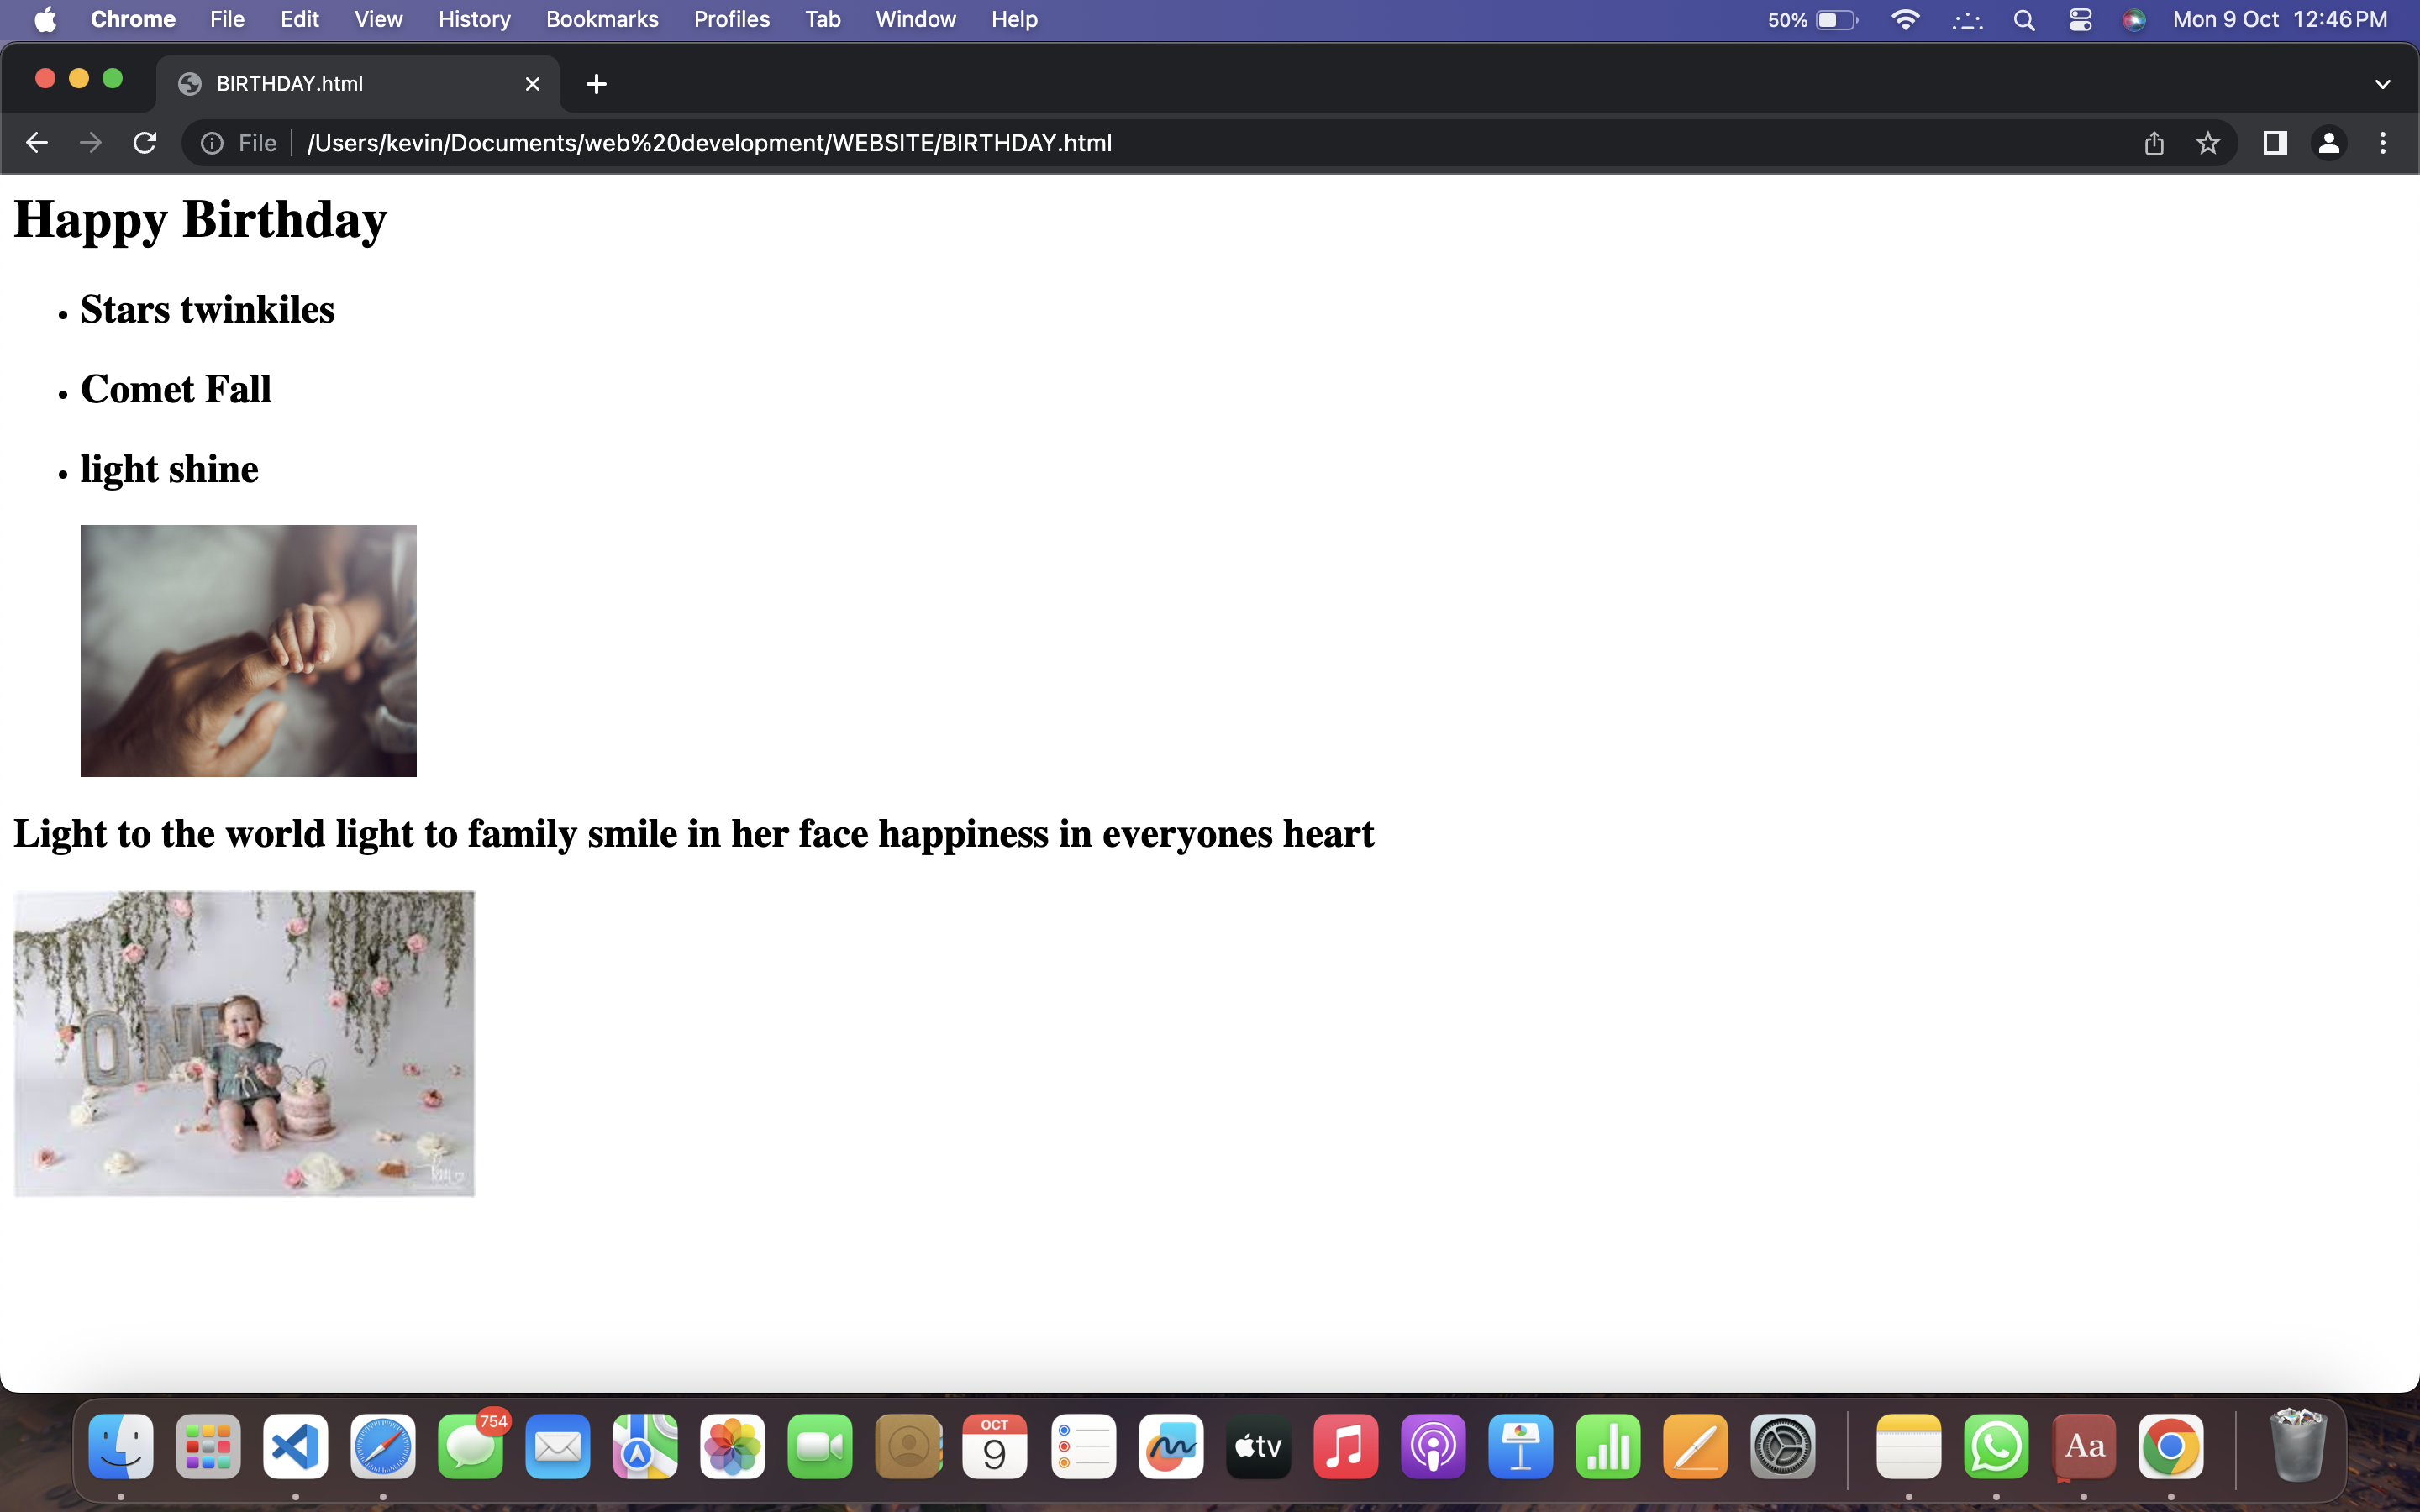 Chrome File Edit View History Bookmarks Profiles Tab Window Help 50% Mon 9 Oct 12:46 PM
BIRTHDAY.html
File /Users/kevin/Documents/web%20development/WEBSITE/BIRTHDAY.html
Happy Birthday
• Stars twinkiles
• Comet Fall
• light shine
Light to the world light to family smile in her face happiness in everyones heart
ONE
754
OCT
9
tv
Aa